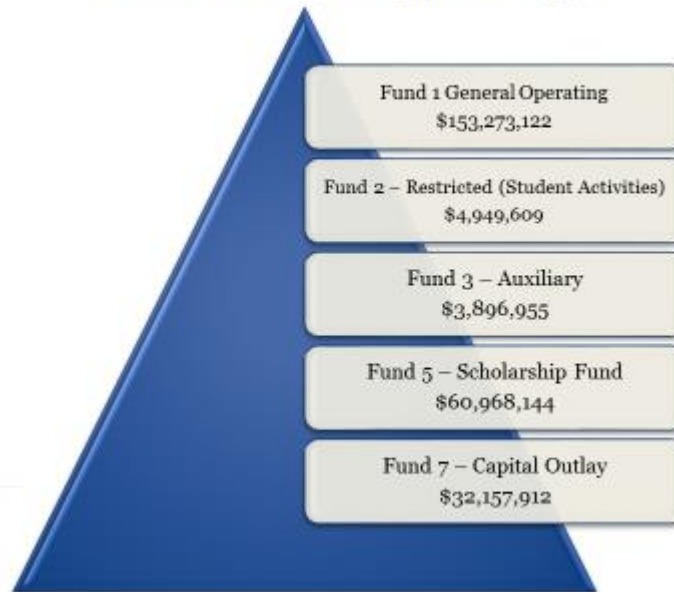 Fund 1 General Operating
$153,273,122
Fund 2 – Restricted (Student Activities)
$4,949,609
Fund 3 – Auxiliary
$3,896,955
Fund 5 – Scholarship Fund
$60,968,144
Fund 7 – Capital Outlay
$32,157,912